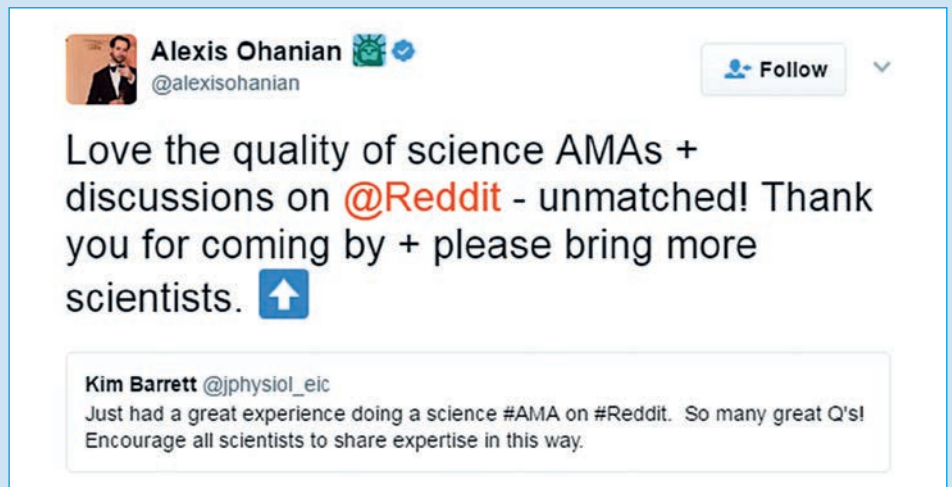 Alexis Ohanian
@alexisohanian
Follow
Love the quality of science AMAs +
discussions on @Reddit - unmatched! Thank
you for coming by + please bring more
scientists.
Kim Barrett @jphysiol_eic
Just had a great experience doing a science #AMA on #Reddit. So many great Q's!
Encourage all scientists to share expertise in this way.